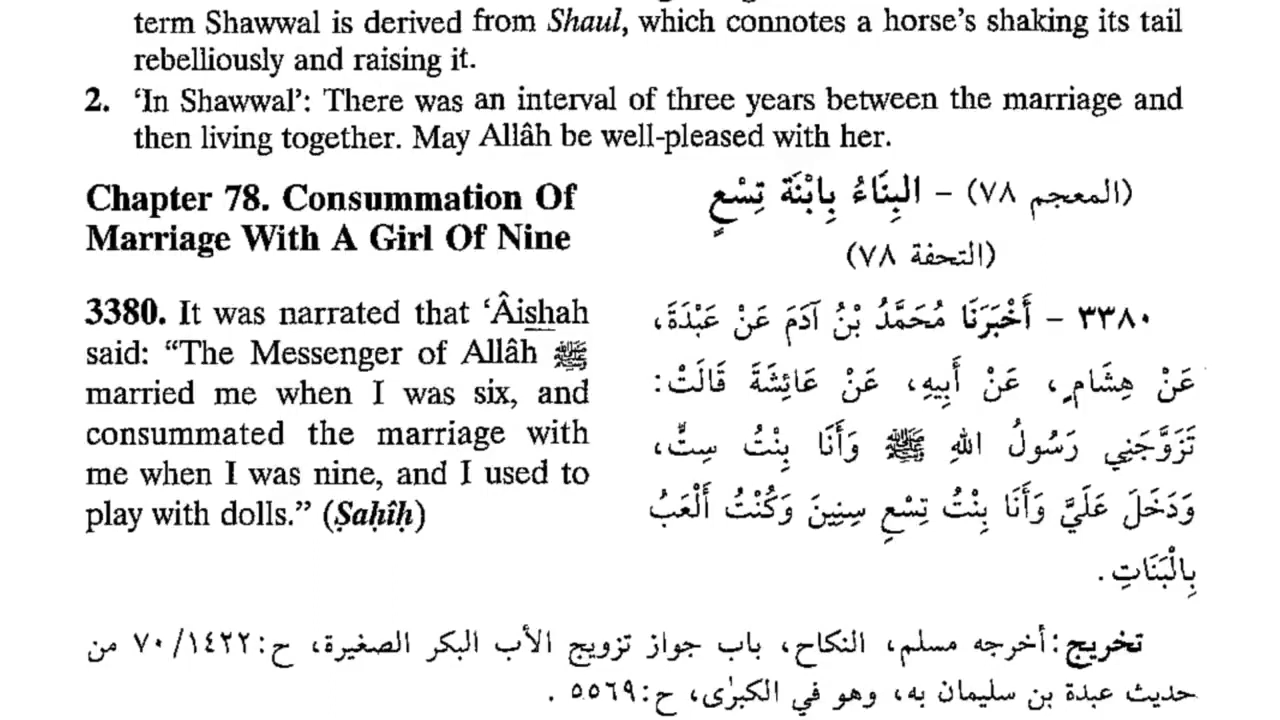 term Shawwal is derived from Shaul, which connotes a horse's shaking its tail
rebelliously and raising it.
2. 'In Shawwal': There was an interval of three years between the marriage and
then living together. May Allâh be well-pleased with her.
Chapter 78. Consummation Of
Marriage With A Girl Of Nine
(المعجم ٧٨) – البِنَاءُ بِابْنَة تِسْعٍ
(التحفة ٧٨)
3380. It was narrated that 'Âishah
said: "The Messenger of Allâh ﷺ
married me when I was six, and
consummated the marriage with
me when I was nine, and I used to
play with dolls." (Ṣaḥîḥ)
٣٣٨٠ – أَخْبَرَنَا مُحَمَّدُ بْنُ آدَمَ عَنْ عَبْدَةَ،
عَنْ هِشَامٍ، عَنْ أَبِيهِ، عَنْ عَائِشَةَ قَالَتْ:
تَزَوَّجَنِي رَسُولُ اللهِ ﷺ وَأَنَا بِنْتُ سِتٍّ،
وَدَخَلَ عَلَيَّ وَأَنَا بِنْتُ تِسْعِ سِنِينَ وَكُنْتُ أَلْعَبُ
بِالْبَنَاتِ.
تخريج: أخرجه مسلم، النكاح، باب جواز تزويج الأب البكر الصغيرة، ح:١٤٢٢/ ٧٠ من
حديث عبدة بن سليمان به، وهو في الكبرٰى، ح:٥٥٦٩ .